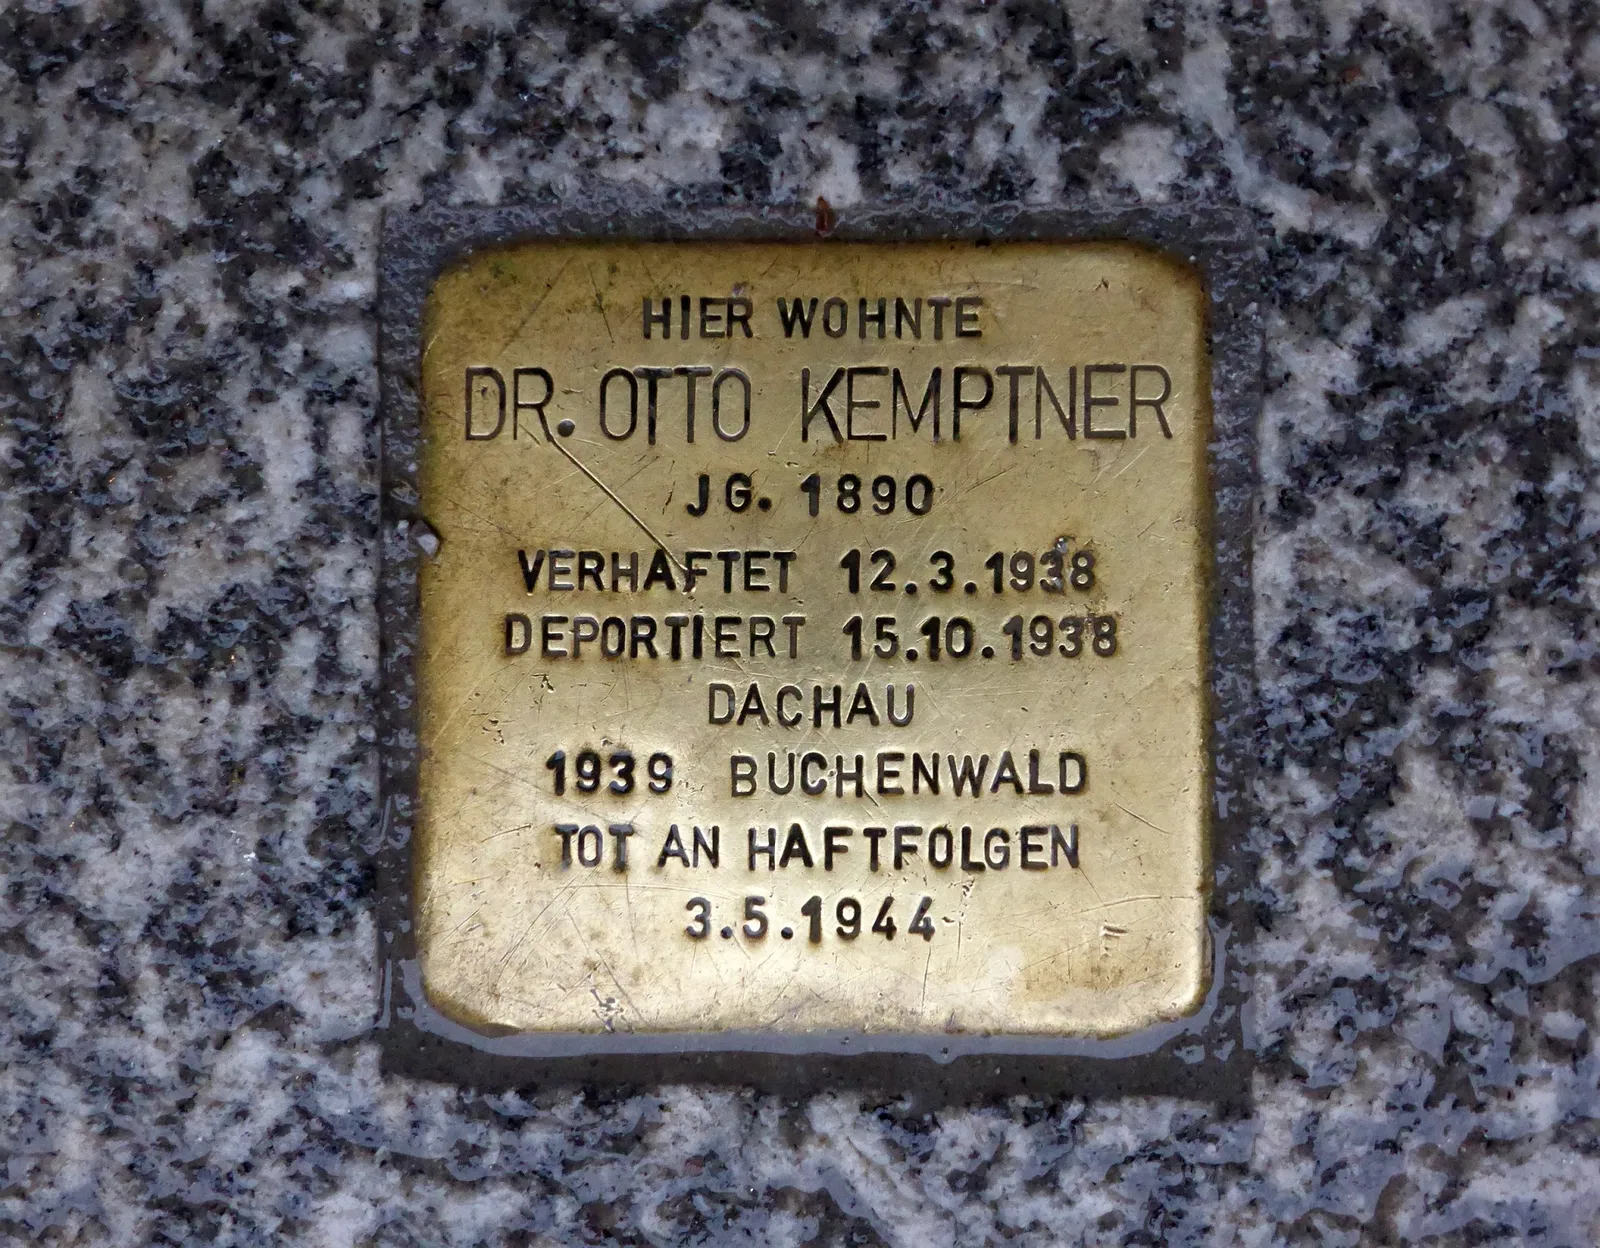 HIER WOHNTE
DR. OTTO KEMPTNER
JG. 1890
VERHAFTET 12.3.1938
DEPORTIERT 15.10.1938
DACHAU
1939 BUCHENWALD
TOT AN HAFTFOLGEN
3.5.1944